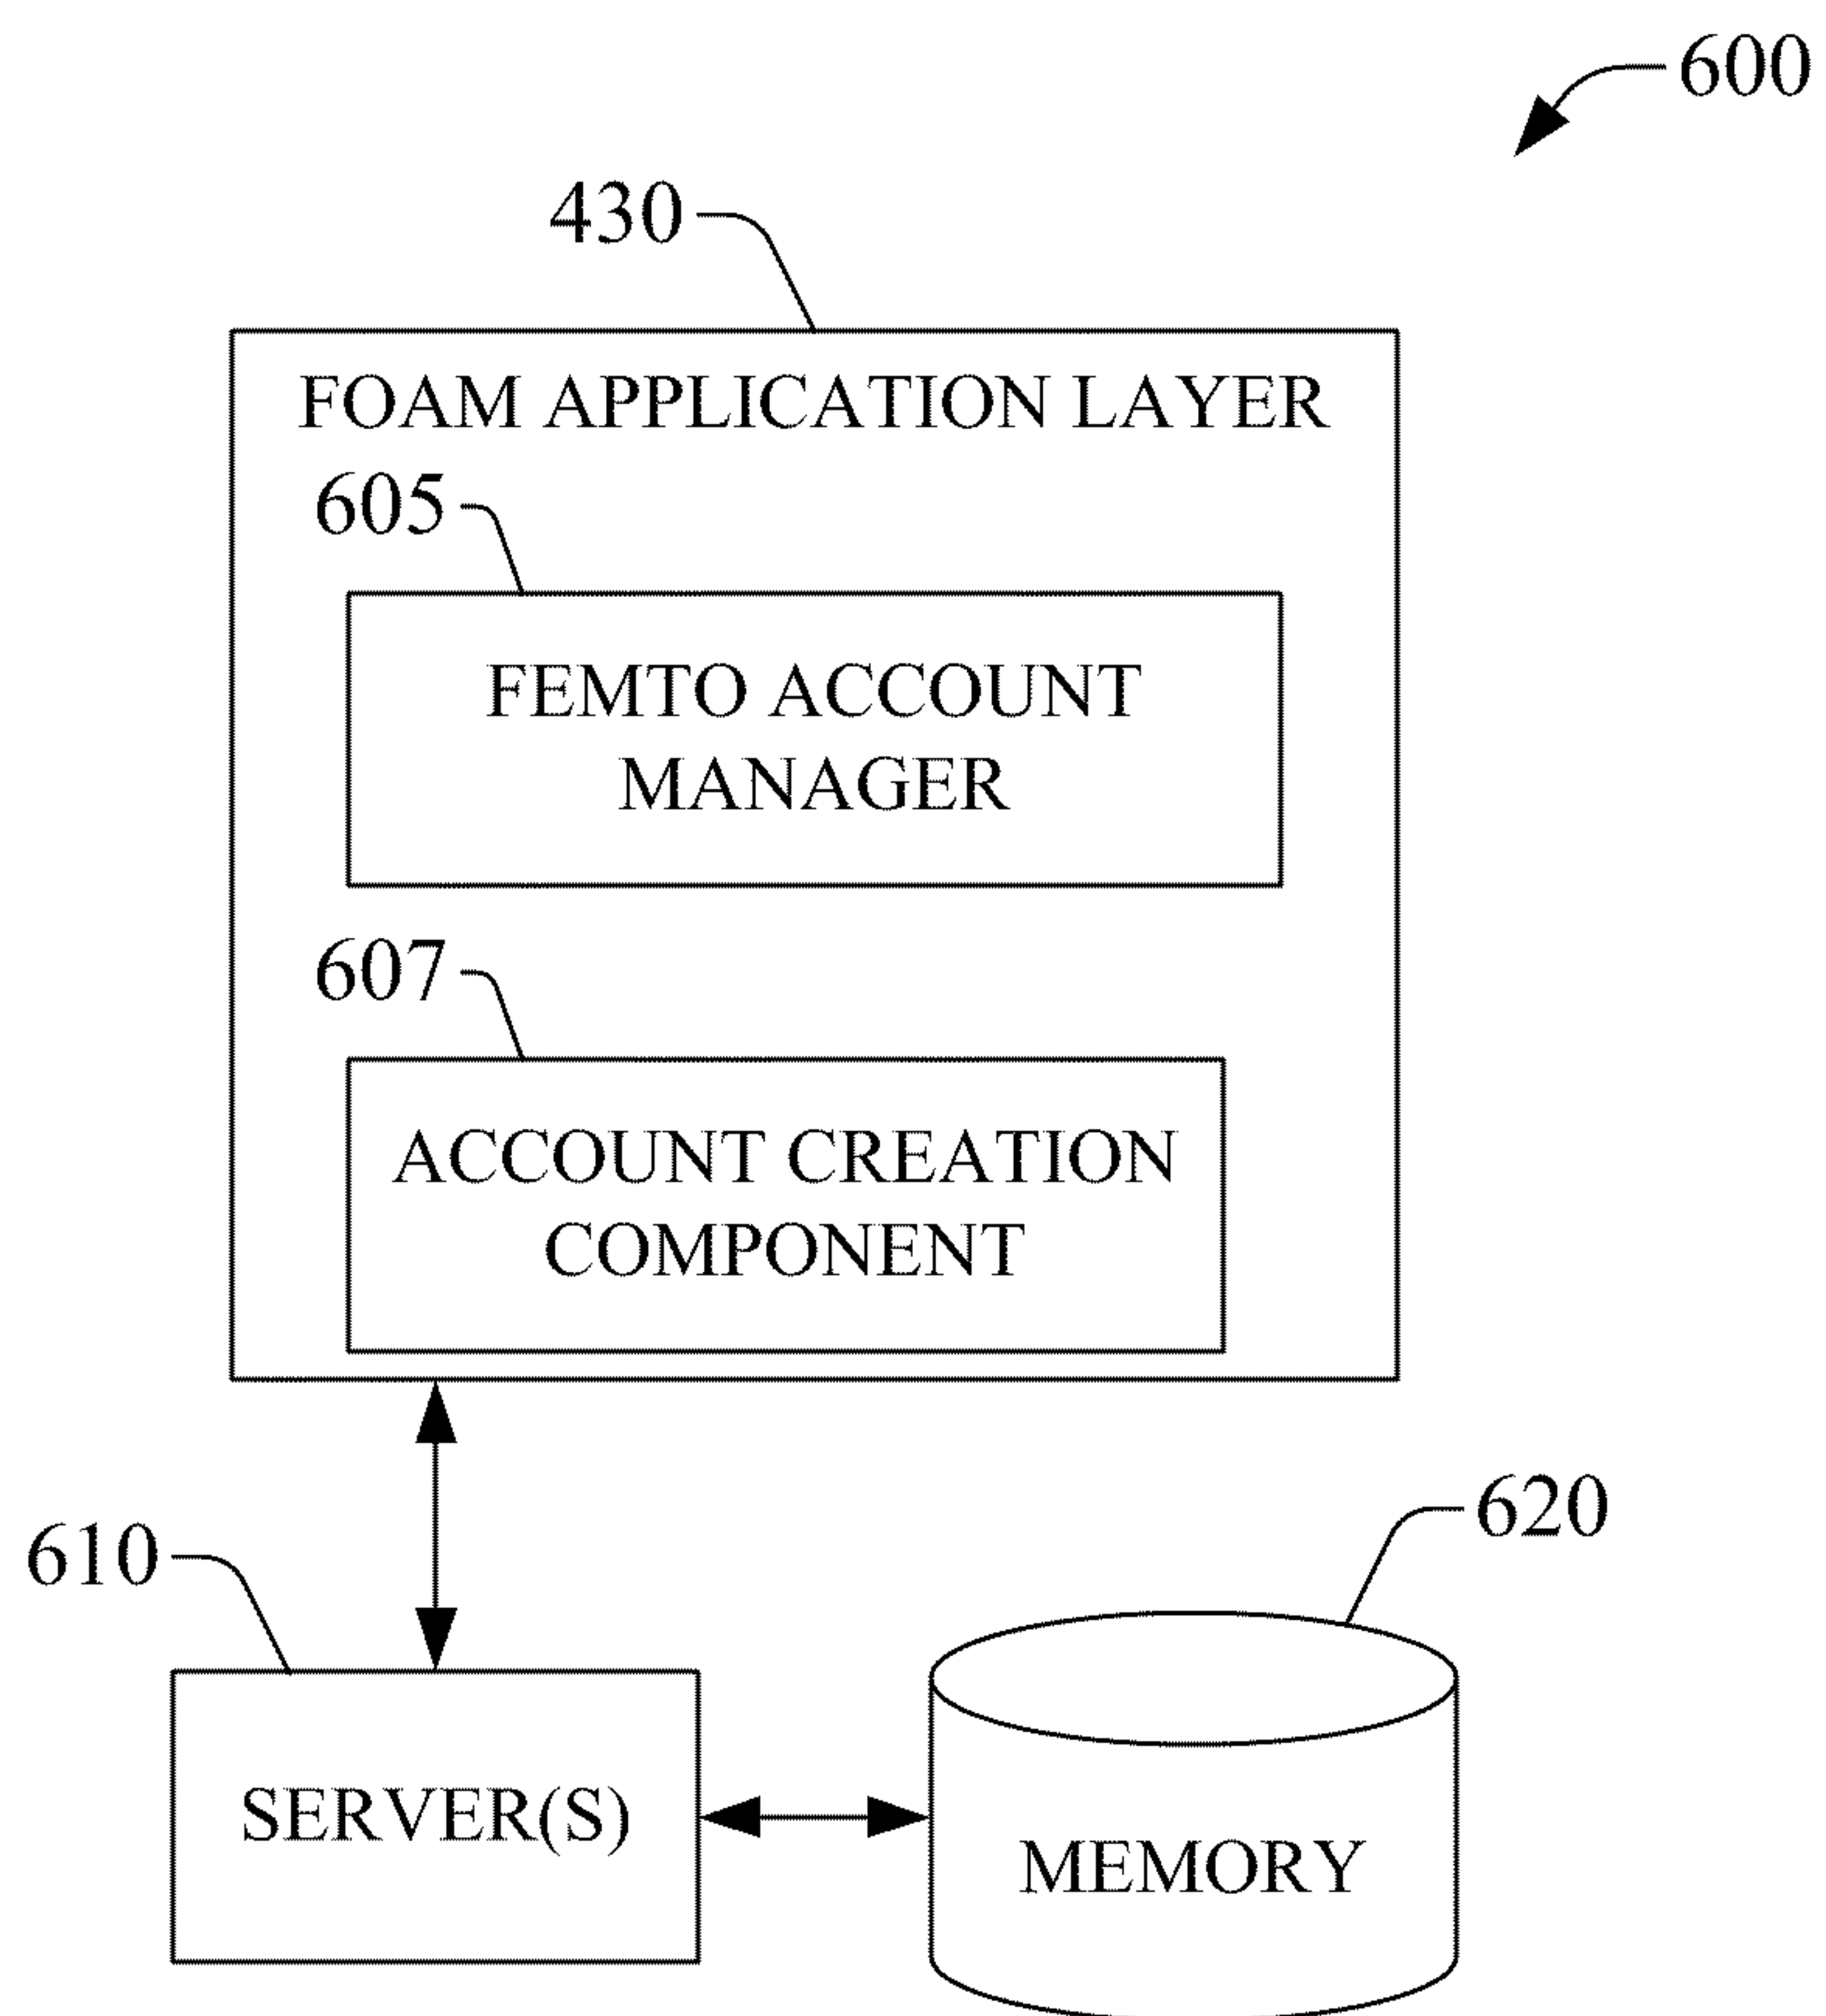 600
430
FOAM APPLICATION LAYER
605
FEMTO ACCOUNT
MANAGER
607
ACCOUNT CREATION
COMPONENT
610
620
SERVER(S)
MEMORY